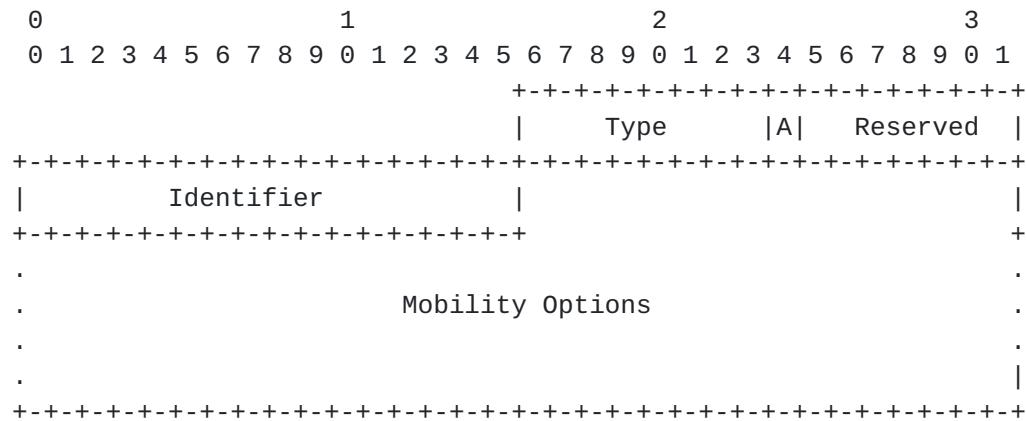 0                   1                   2                   3
 0 1 2 3 4 5 6 7 8 9 0 1 2 3 4 5 6 7 8 9 0 1 2 3 4 5 6 7 8 9 0 1
                                +-+-+-+-+-+-+-+-+-+-+-+-+-+-+-+-+
                                |     Type      |A|   Reserved  |
+-+-+-+-+-+-+-+-+-+-+-+-+-+-+-+-+-+-+-+-+-+-+-+-+-+-+-+-+-+-+-+-+
|         Identifier            |                               |
+-+-+-+-+-+-+-+-+-+-+-+-+-+-+-+-+                               +
.                                                               .
.                        Mobility Options                       .
.                                                               .
.                                                               |
+-+-+-+-+-+-+-+-+-+-+-+-+-+-+-+-+-+-+-+-+-+-+-+-+-+-+-+-+-+-+-+-+